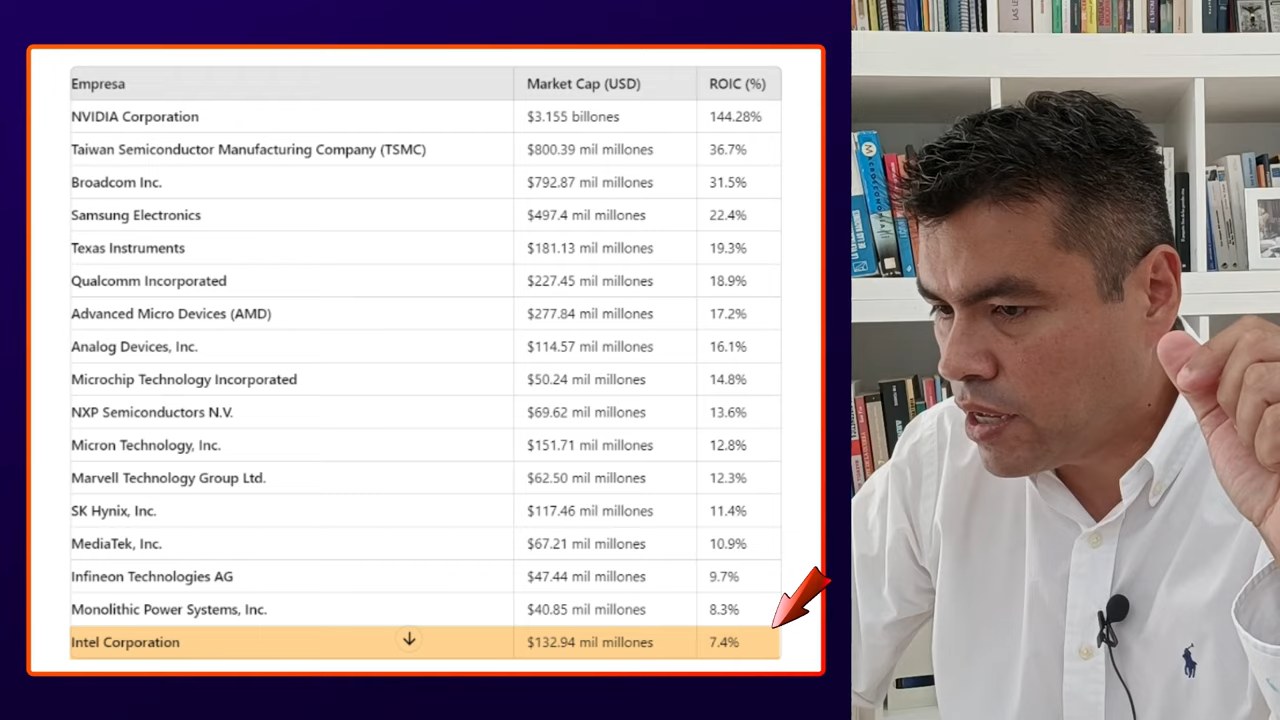 Empresa Market Cap (USD) ROIC (%)
NVIDIA Corporation $3.155 billones 144.28%
Taiwan Semiconductor Manufacturing Company (TSMC) $800.39 mil millones 36.7%
Broadcom Inc. $792.87 mil millones 31.5%
Samsung Electronics $497.4 mil millones 22.4%
Texas Instruments $181.13 mil millones 19.3%
Qualcomm Incorporated $227.45 mil millones 18.9%
Advanced Micro Devices (AMD) $277.84 mil millones 17.2%
Analog Devices, Inc. $114.57 mil millones 16.1%
Microchip Technology Incorporated $50.24 mil millones 14.8%
NXP Semiconductors N.V. $69.62 mil millones 13.6%
Micron Technology, Inc. $151.71 mil millones 12.8%
Marvell Technology Group Ltd. $62.50 mil millones 12.3%
SK Hynix, Inc. $117.46 mil millones 11.4%
MediaTek, Inc. $67.21 mil millones 10.9%
Infineon Technologies AG $47.44 mil millones 9.7%
Monolithic Power Systems, Inc. $40.85 mil millones 8.3%
Intel Corporation $132.94 mil millones 7.4%